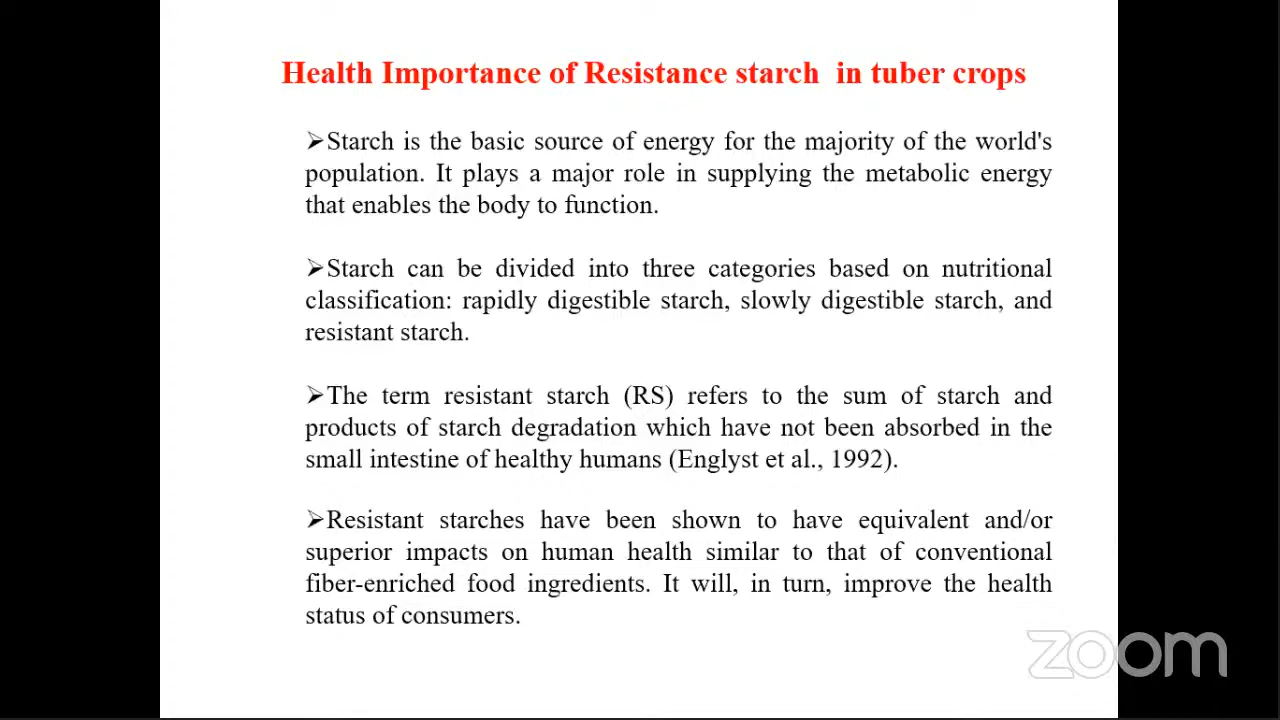 Health Importance of Resistance starch in tuber crops
➢Starch is the basic source of energy for the majority of the world's
population. It plays a major role in supplying the metabolic energy
that enables the body to function.
➢Starch can be divided into three categories based on nutritional
classification: rapidly digestible starch, slowly digestible starch, and
resistant starch.
➢The term resistant starch (RS) refers to the sum of starch and
products of starch degradation which have not been absorbed in the
small intestine of healthy humans (Englyst et al., 1992).
➢Resistant starches have been shown to have equivalent and/or
superior impacts on human health similar to that of conventional
fiber-enriched food ingredients. It will, in turn, improve the health
status of consumers.
zoom